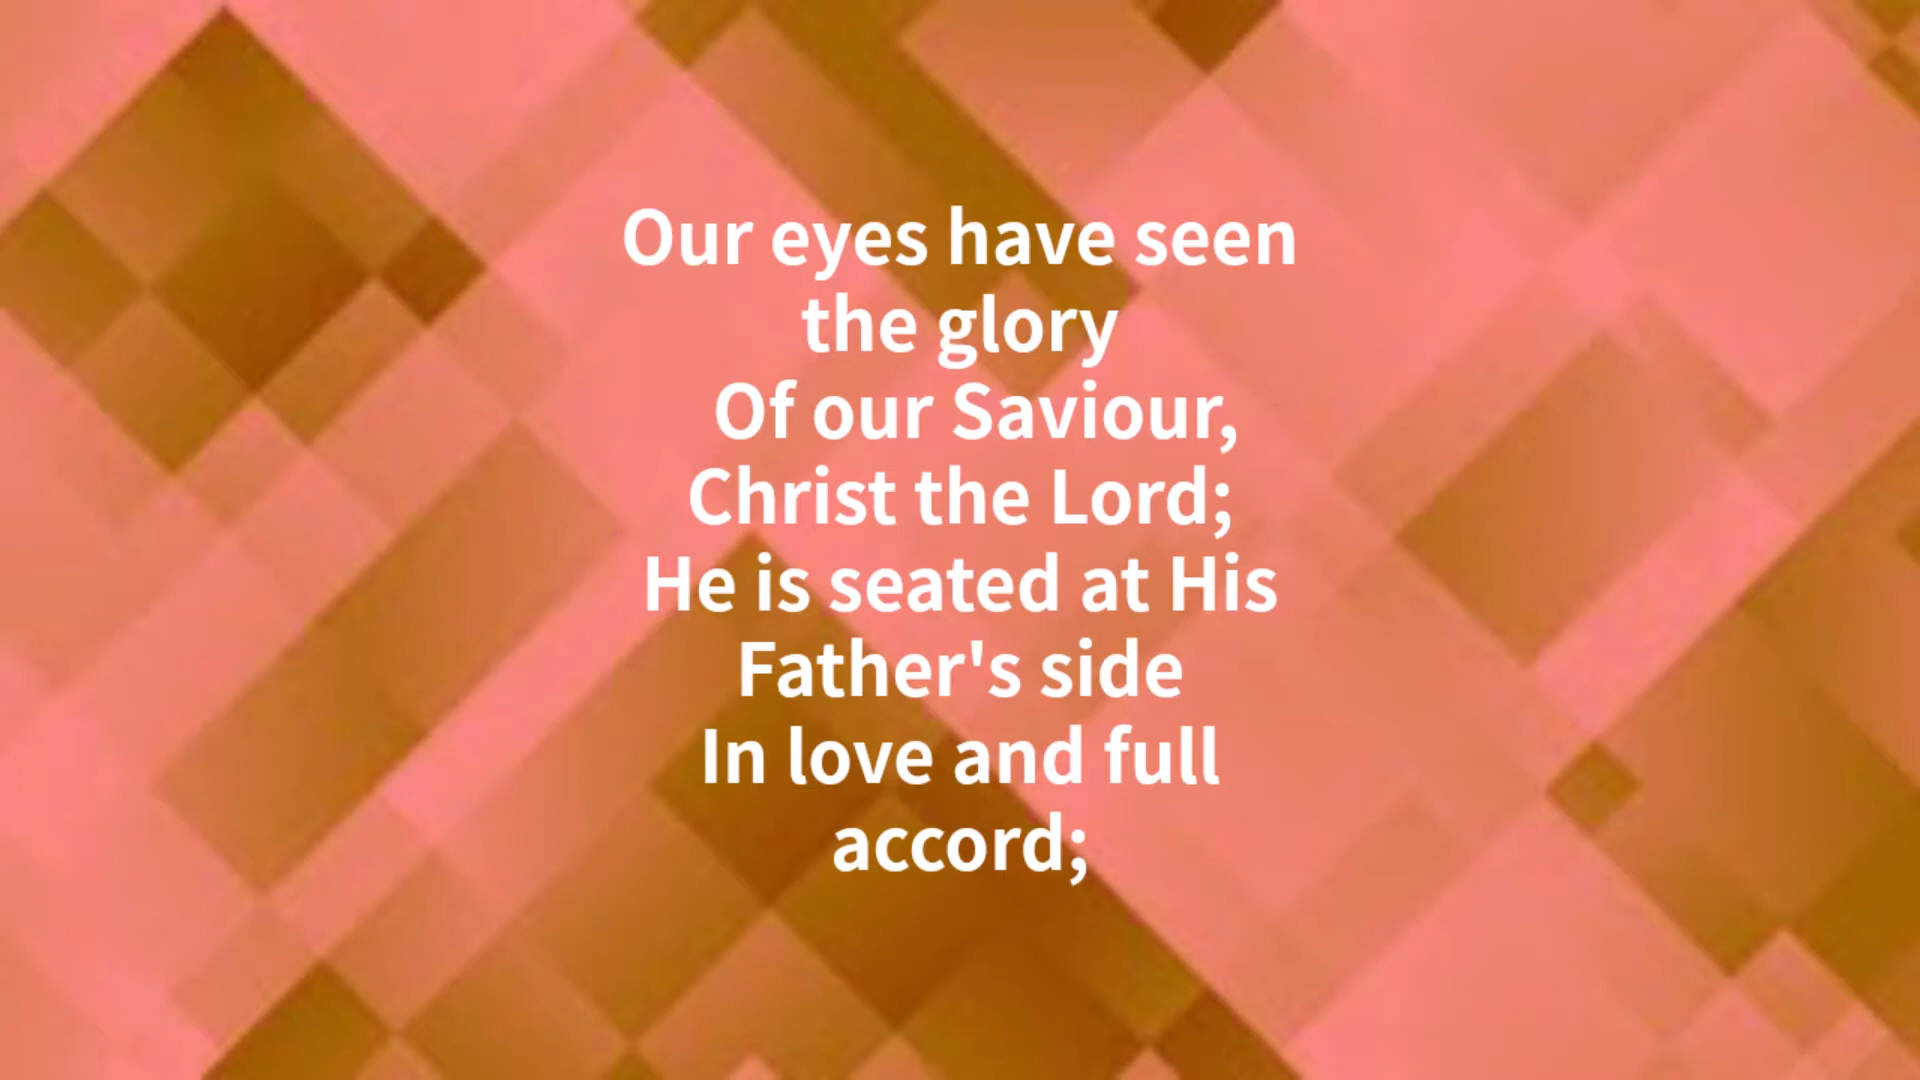 Our eyes have seen
the glory
Of our Saviour,
Christ the Lord;
He is seated at His
Father's side
In love and full
accord;